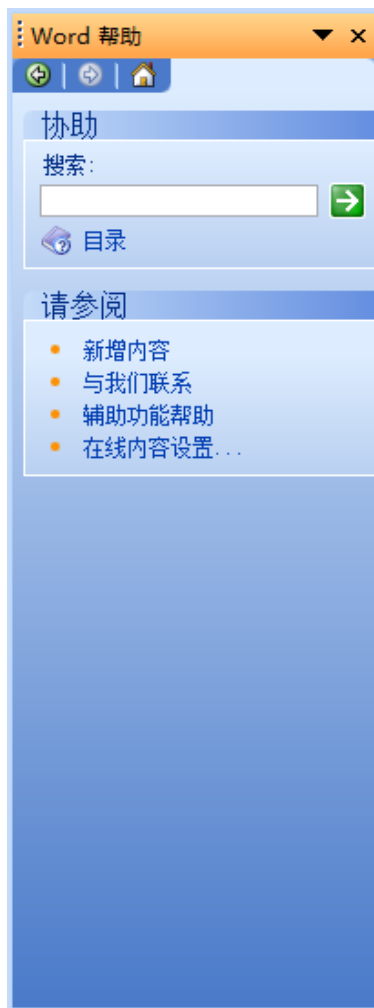 Word 帮助
协助
搜索:
目录
请参阅
新增内容
与我们联系
辅助功能帮助
在线内容设置...